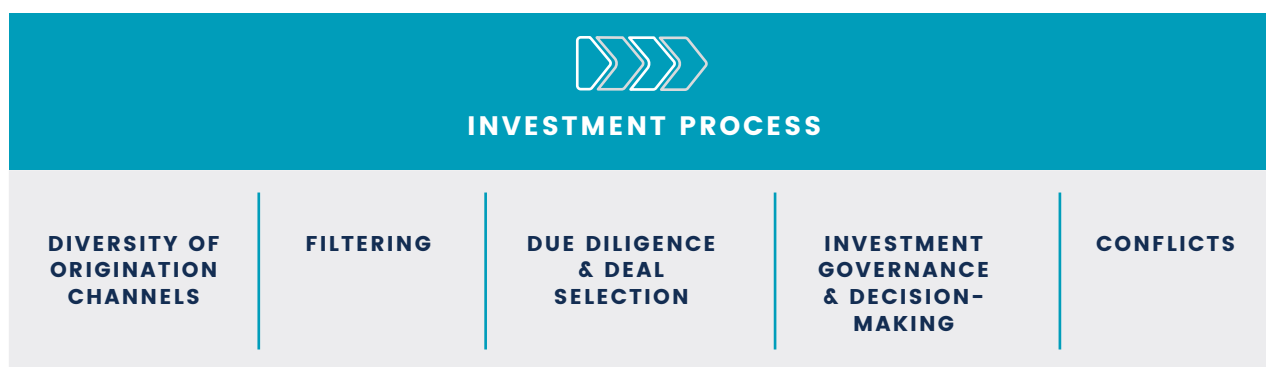 INVESTMENT PROCESS
DIVERSITY OF
ORIGINATION
CHANNELS
FILTERING
DUE DILIGENCE
& DEAL
SELECTION
INVESTMENT
GOVERNANCE
& DECISION-
MAKING
CONFLICTS